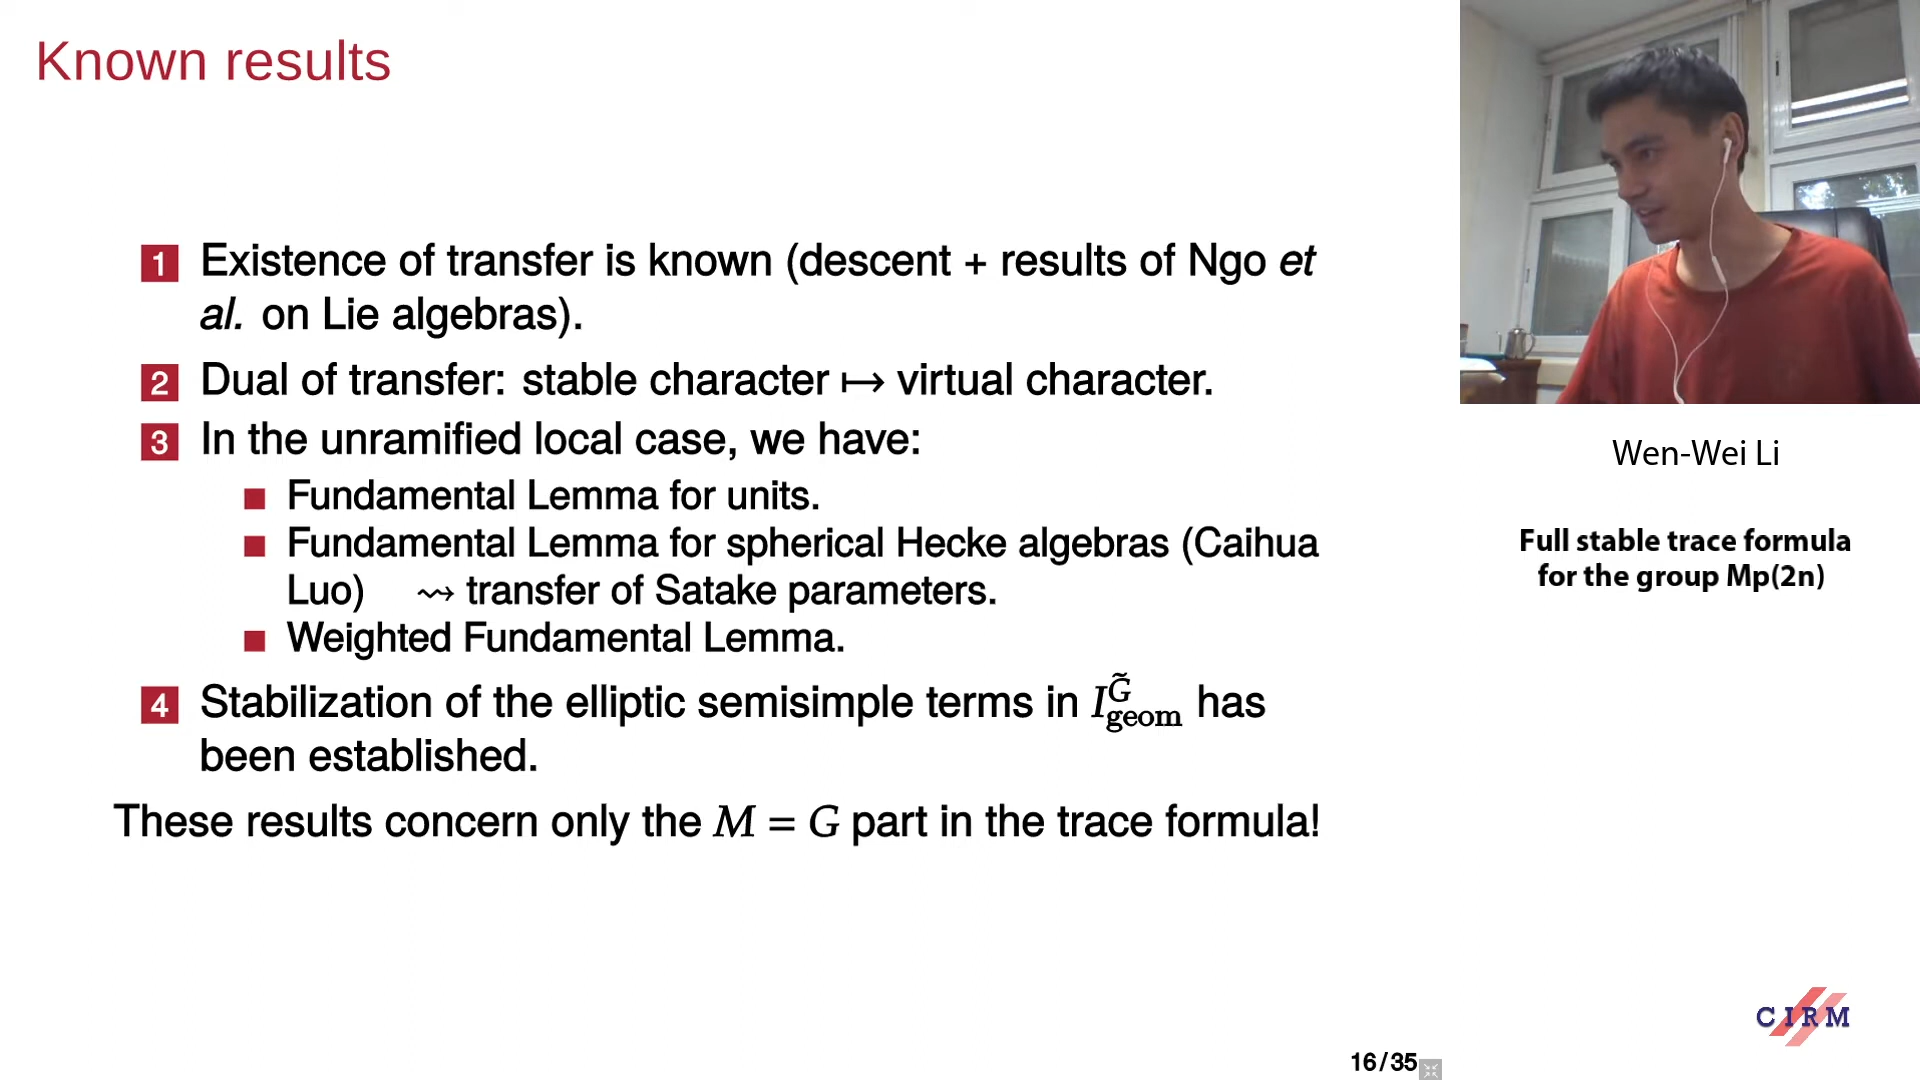 Known results
1 Existence of transfer is known (descent + results of Ngo et
al. on Lie algebras).
2 Dual of transfer: stable character ↦ virtual character.
3 In the unramified local case, we have:
■ Fundamental Lemma for units.
■ Fundamental Lemma for spherical Hecke algebras (Caihua
Luo) ⇝ transfer of Satake parameters.
■ Weighted Fundamental Lemma.
4 Stabilization of the elliptic semisimple terms in $I^{\tilde{G}}_{\mathrm{geom}}$ has
been established.
These results concern only the M = G part in the trace formula!
16/35
Wen-Wei Li
Full stable trace formula
for the group Mp(2n)
CIRM